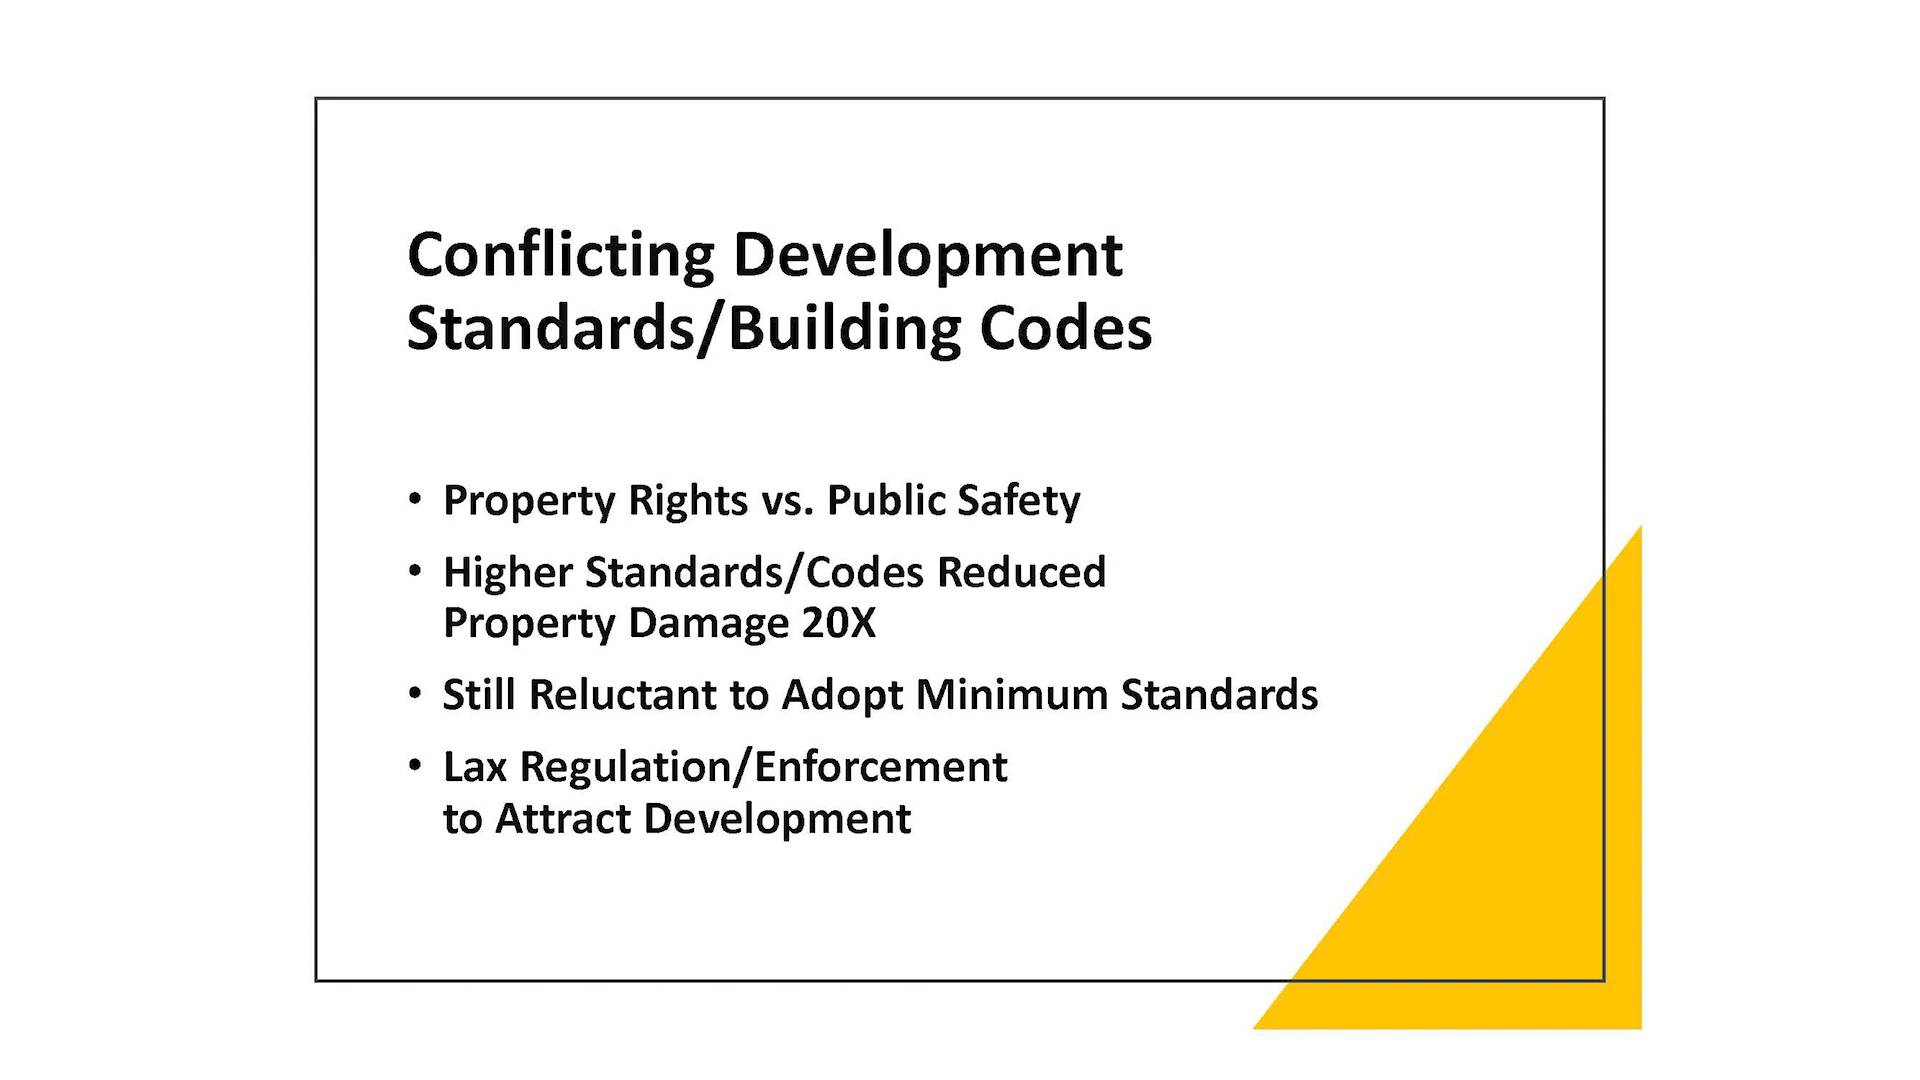 Conflicting Development
Standards/Building Codes
• Property Rights vs. Public Safety
• Higher Standards/Codes Reduced
Property Damage 20X
• Still Reluctant to Adopt Minimum Standards
• Lax Regulation/Enforcement
to Attract Development